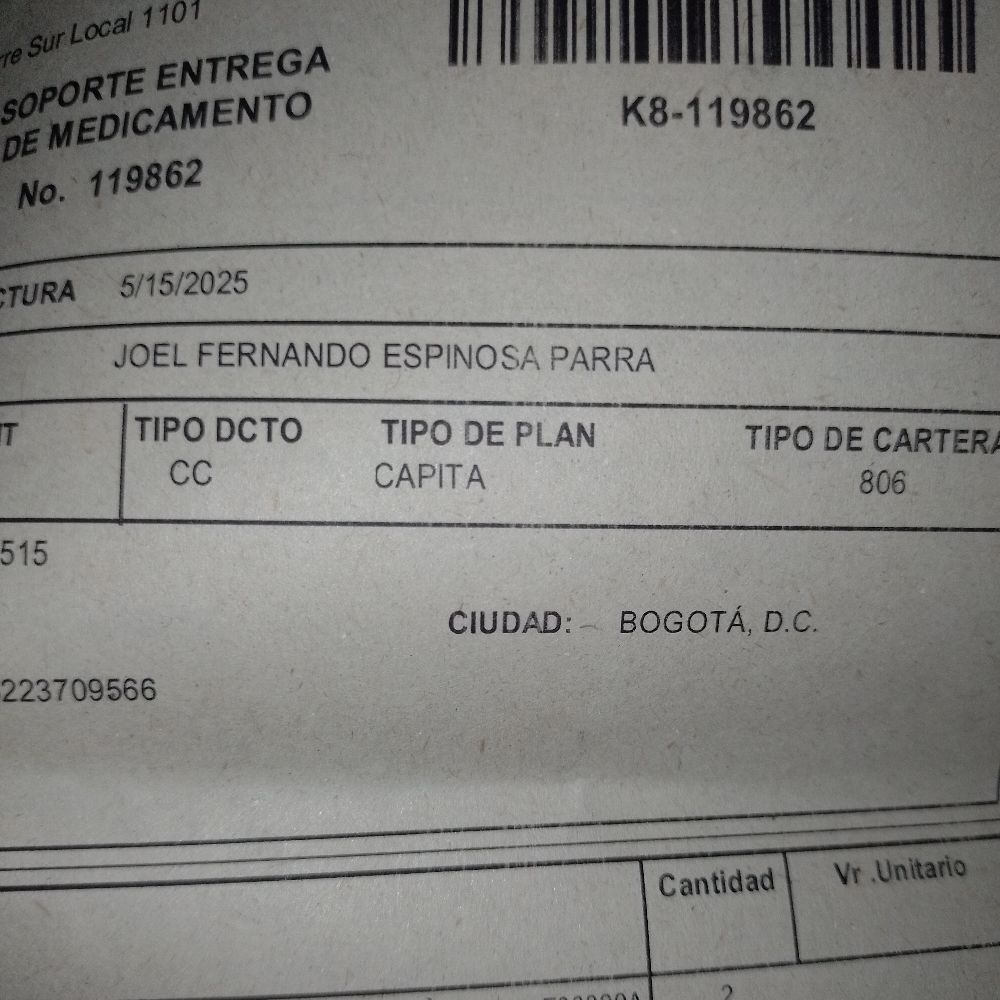 rre Sur Local 1101
SOPORTE ENTREGA
DE MEDICAMENTO
No. 119862
K8-119862
CTURA 5/15/2025
JOEL FERNANDO ESPINOSA PARRA
IT TIPO DCTO TIPO DE PLAN TIPO DE CARTERA
CC CAPITA 806
515
CIUDAD: BOGOTÁ, D.C.
223709566
Cantidad Vr .Unitario
2